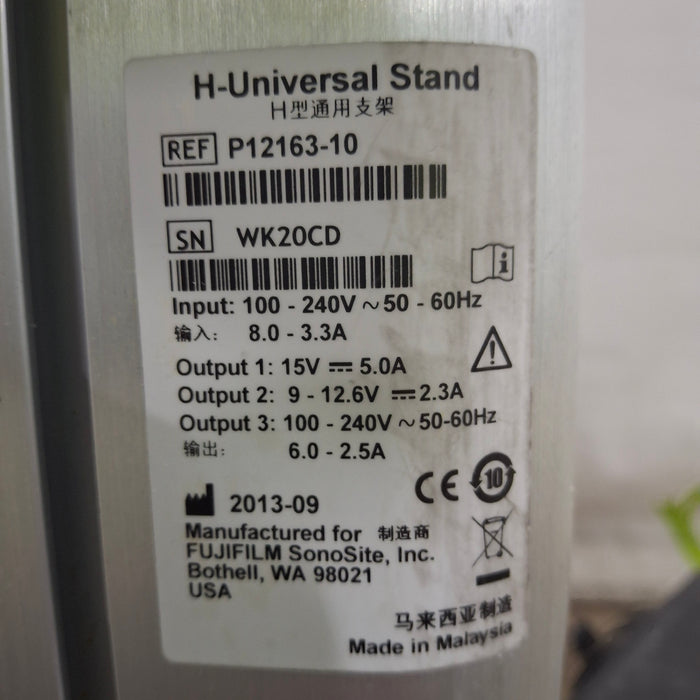 H-Universal Stand
H型通用支架
REF P12163-10
SN WK20CD
Input: 100 - 240V ~ 50 - 60Hz
输入: 8.0 - 3.3A
Output 1: 15V ⎓ 5.0A
Output 2: 9 - 12.6V ⎓ 2.3A
Output 3: 100 - 240V ~ 50-60Hz
输出: 6.0 - 2.5A
CE 10
2013-09
Manufactured for 制造商
FUJIFILM SonoSite, Inc.
Bothell, WA 98021
USA
马来西亚制造
Made in Malaysia